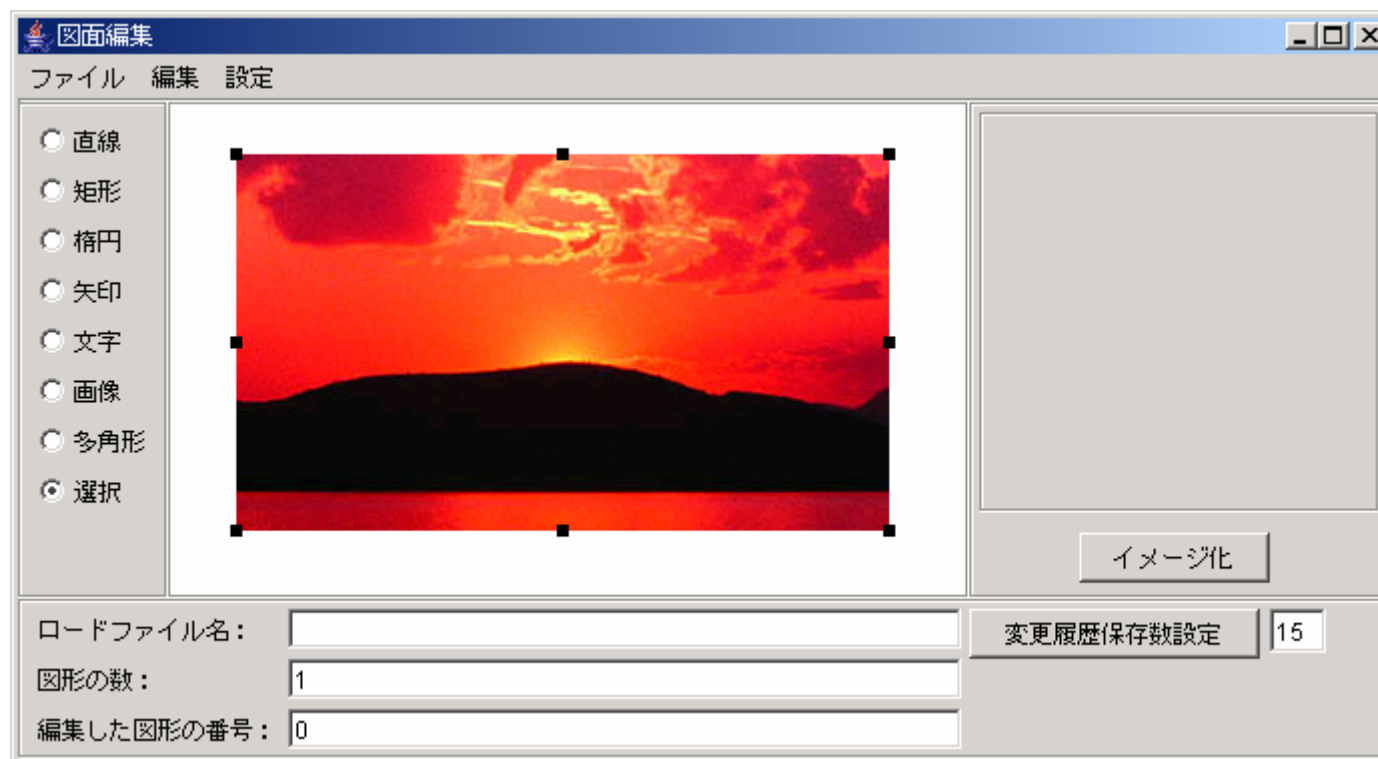 図面編集
ファイル 編集 設定
直線
矩形
楕円
矢印
文字
画像
多角形
選択
イメージ化
ロードファイル名：
変更履歴保存数設定 15
図形の数： 1
編集した図形の番号： 0